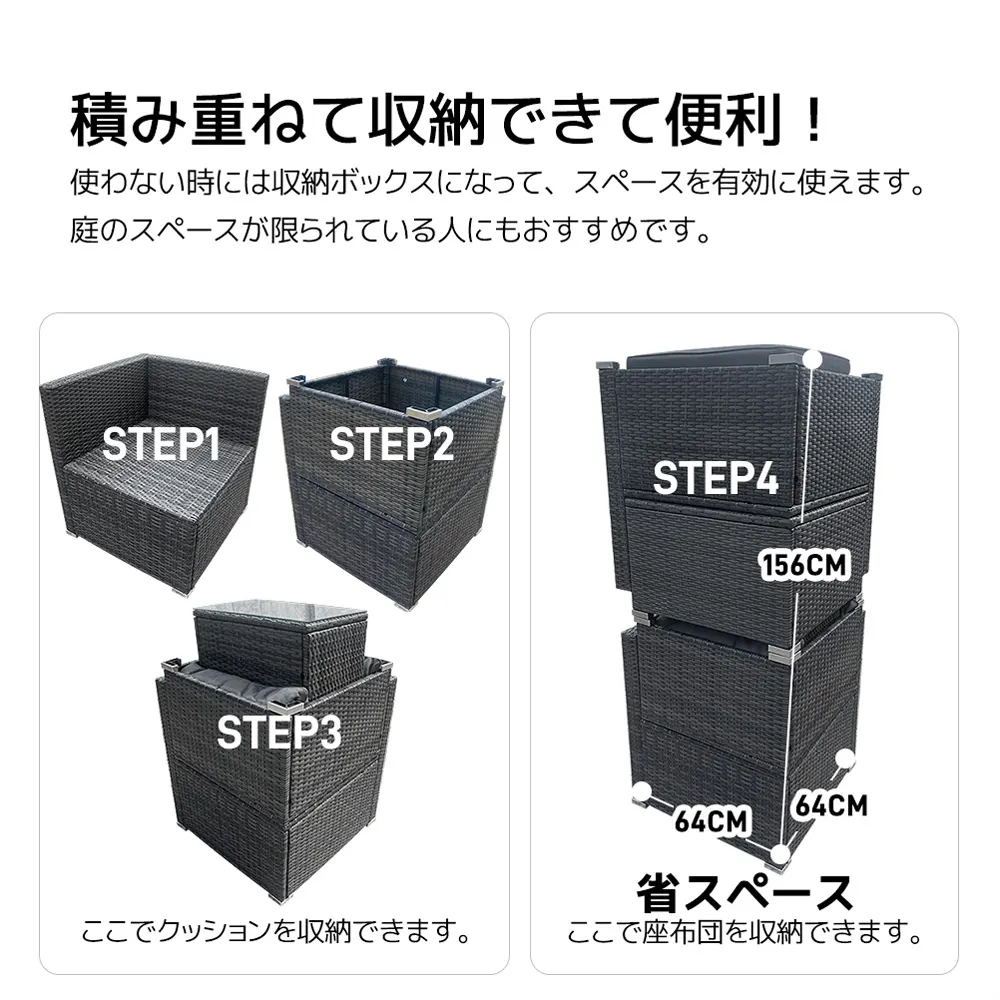 積み重ねて収納できて便利！
使わない時には収納ボックスになって、スペースを有効に使えます。
庭のスペースが限られている人にもおすすめです。
STEP1
STEP2
STEP3
ここでクッションを収納できます。
STEP4
156CM
64CM
64CM
省スペース
ここで座布団を収納できます。